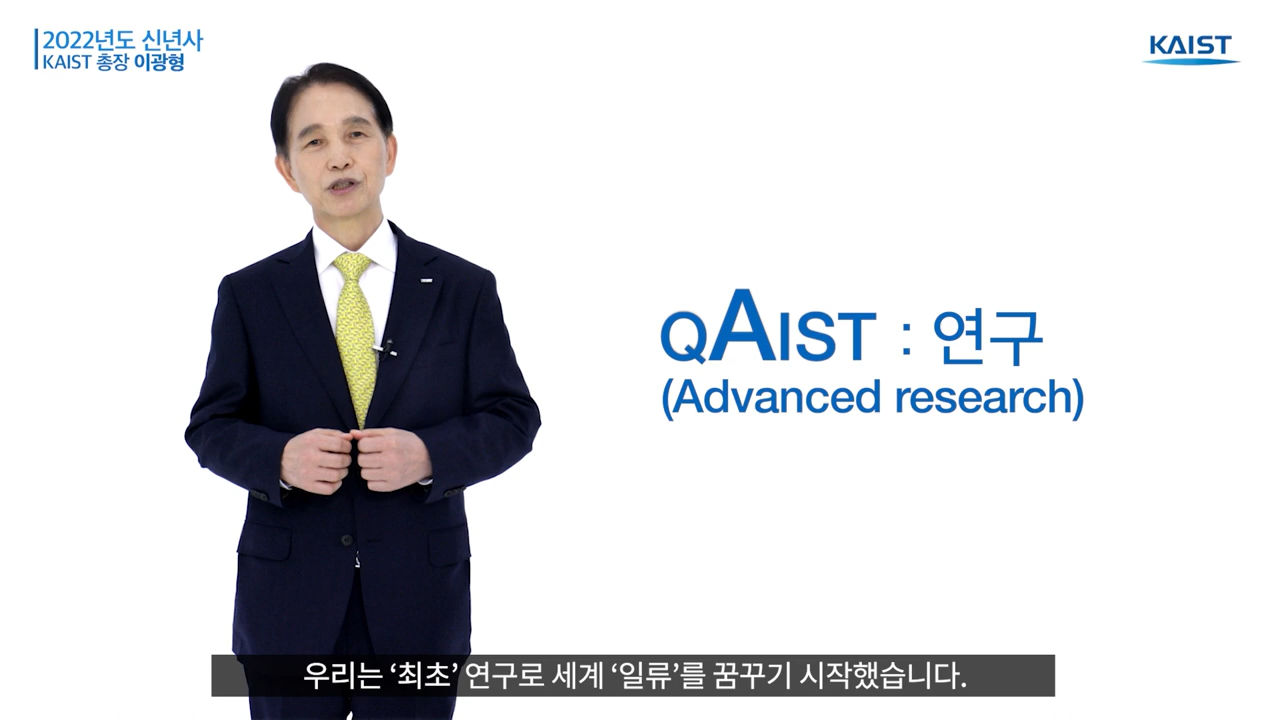 2022년도 신년사
KAIST 총장 이광형
KAIST
QAIST : 연구
(Advanced research)
우리는 ‘최초’ 연구로 세계 ‘일류’를 꿈꾸기 시작했습니다.